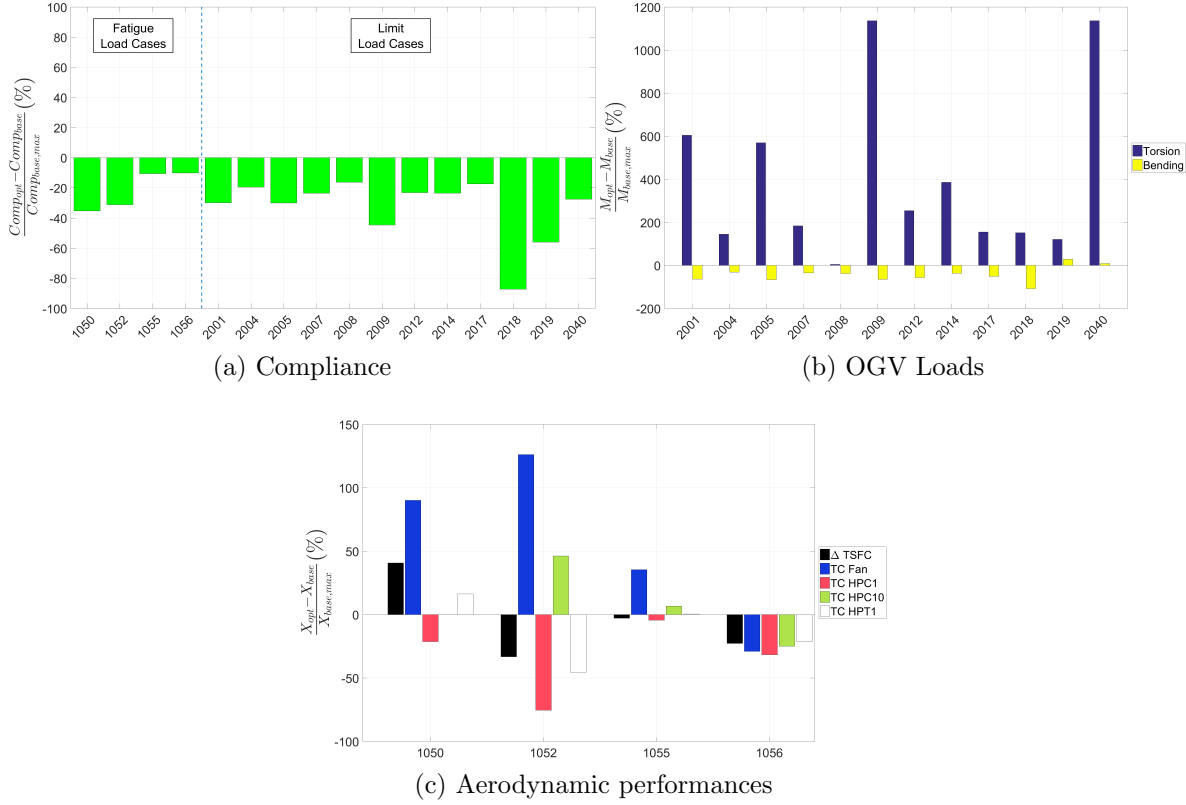 100
80
60
40
20
0
-20
-40
-60
-80
-100
Comp_opt−Comp_base
Comp_base,max
(%)
Fatigue
Load Cases
Limit
Load Cases
1050 1052 1055 1056 2001 2004 2005 2007 2008 2009 2012 2014 2017 2018 2019 2040
(a) Compliance
1200
1000
800
600
400
200
0
-200
M_opt−M_base
M_base,max
(%)
Torsion
Bending
2001 2004 2005 2007 2008 2009 2012 2014 2017 2018 2019 2040
(b) OGV Loads
150
100
50
0
-50
-100
X_opt−X_base
X_base,max
(%)
Δ TSFC
TC Fan
TC HPC1
TC HPC10
TC HPT1
1050 1052 1055 1056
(c) Aerodynamic performances